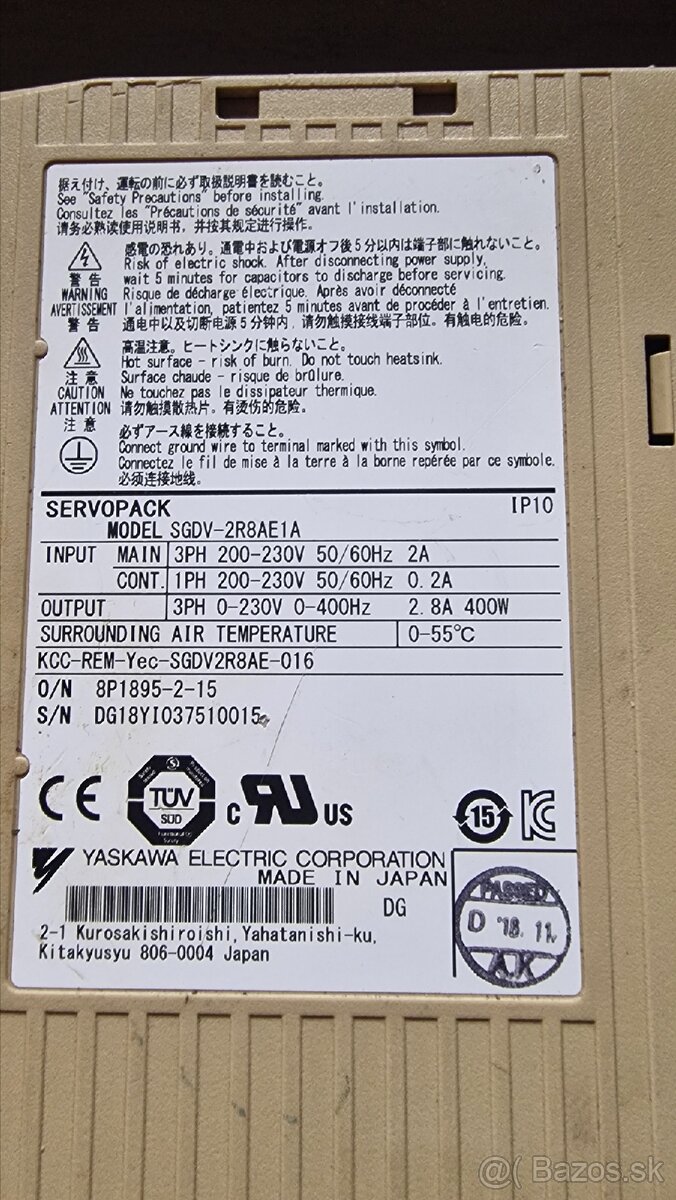 据え付け、運転の前に必ず取扱説明書を読むこと。
See "Safety Precautions" before installing.
Consultez les "Précautions de sécurité" avant l'installation.
请务必熟读使用说明书，并按其规定进行操作。
感電の恐れあり。通電中および電源オフ後5分以内は端子部に触れないこと。
Risk of electric shock. After disconnecting power supply,
警告 wait 5 minutes for capacitors to discharge before servicing.
WARNING Risque de décharge électrique. Après avoir déconnecté
AVERTISSEMENT l'alimentation, patientez 5 minutes avant de procéder à l'entretien.
警告 通电中以及切断电源5分钟内，请勿触摸接线端子部位。有触电的危险。
高温注意。ヒートシンクに触らないこと。
Hot surface - risk of burn. Do not touch heatsink.
注意 Surface chaude - risque de brûlure.
CAUTION Ne touchez pas le dissipateur thermique.
ATTENTION 请勿触摸散热片。有烫伤的危险。
注意
必ずアース線を接続すること。
Connect ground wire to terminal marked with this symbol.
Connectez le fil de mise à la terre à la borne repérée par ce symbole.
必须连接地线。
SERVOPACK IP10
MODEL SGDV-2R8AE1A
INPUT MAIN 3PH 200-230V 50/60Hz 2A
CONT. 1PH 200-230V 50/60Hz 0.2A
OUTPUT 3PH 0-230V 0-400Hz 2.8A 400W
SURROUNDING AIR TEMPERATURE 0-55℃
KCC-REM-Yec-SGDV2R8AE-016
O/N 8P1895-2-15
S/N DG18YI037510015
CE TÜV SÜD c RU US 15 KC
YASKAWA ELECTRIC CORPORATION
MADE IN JAPAN
DG
2-1 Kurosakishiroishi, Yahatanishi-ku,
Kitakyusyu 806-0004 Japan
PASSED
D '18. 11.
A.K
@( Bazos.sk